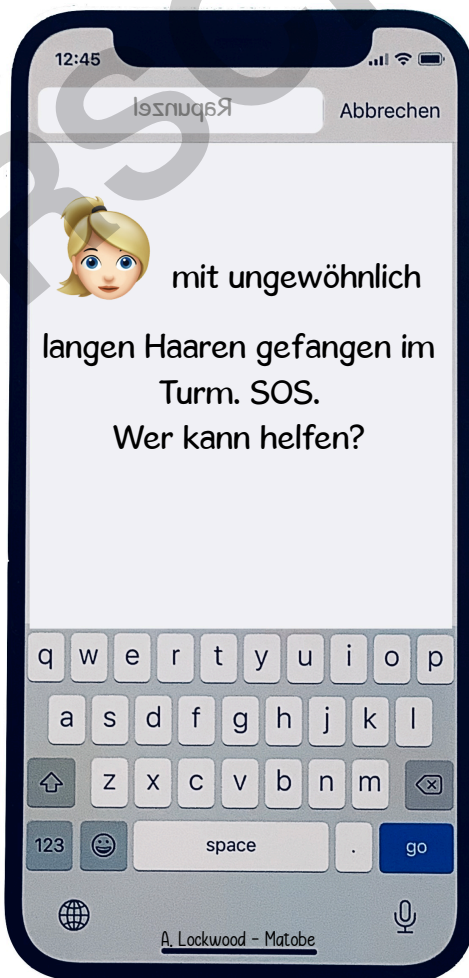 12:45
Rapunzel
Abbrechen
mit ungewöhnlich
langen Haaren gefangen im
Turm. SOS.
Wer kann helfen?
q w e r t y u i o p
a s d f g h j k l
z x c v b n m
123 space . go
A. Lockwood - Matobe